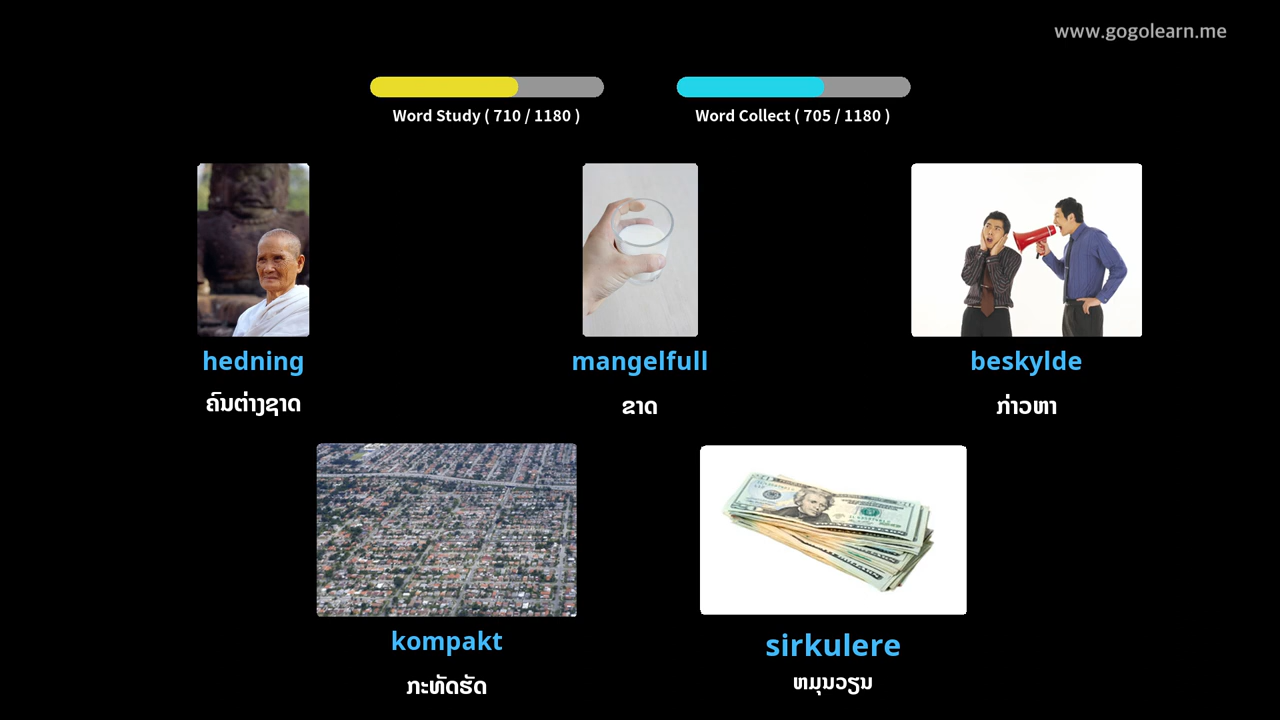 www.gogolearn.me
Word Study ( 710 / 1180 )
Word Collect ( 705 / 1180 )
hedning
ຄົນຕ່າງຊາດ
mangelfull
ຂາດ
beskylde
ກ່າວຫາ
kompakt
ກະທັດຮັດ
sirkulere
ຫມຸນວຽນ